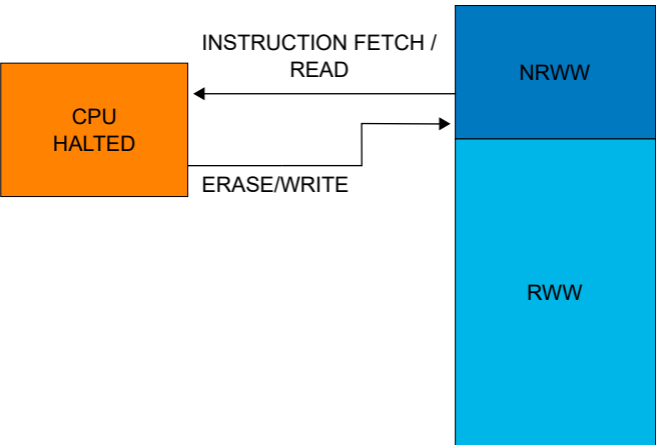 INSTRUCTION FETCH /
READ
NRWW
CPU
HALTED
ERASE/WRITE
RWW